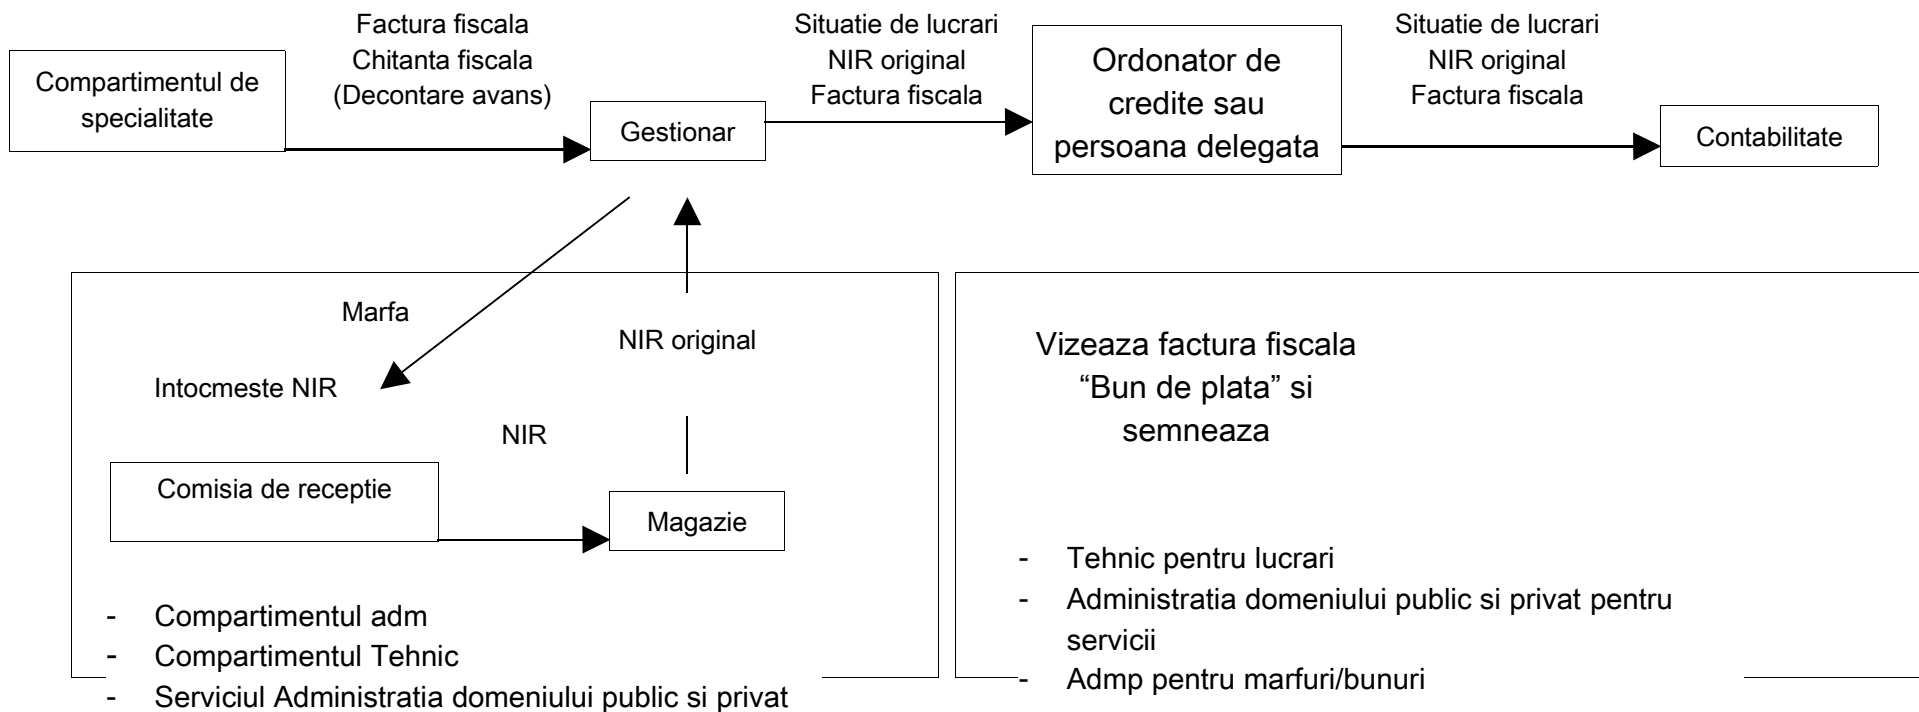 Factura fiscala
Chitanta fiscala
(Decontare avans)
Situatie de lucrari
NIR original
Factura fiscala
Situatie de lucrari
NIR original
Factura fiscala
Compartimentul de
specialitate
Gestionar
Ordonator de
credite sau
persoana delegata
Contabilitate
Marfa
NIR original
Intocmeste NIR
NIR
Comisia de receptie
Magazie
- Compartimentul adm
- Compartimentul Tehnic
- Serviciul Administratia domeniului public si privat
Vizeaza factura fiscala
“Bun de plata” si
semneaza
- Tehnic pentru lucrari
- Administratia domeniului public si privat pentru
servicii
- Admp pentru marfuri/bunuri